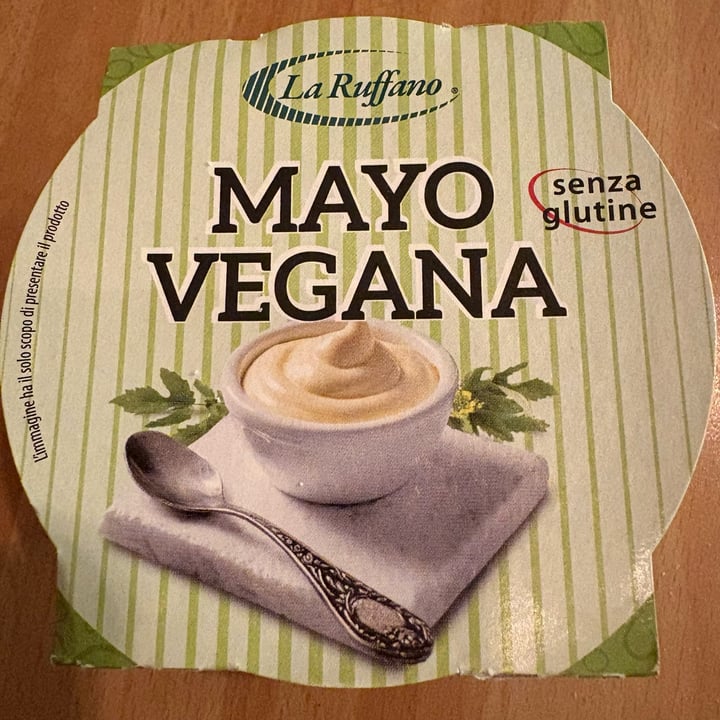 La Ruffano®
MAYO
VEGANA
senza
glutine
L'immagine ha il solo scopo di presentare il prodotto